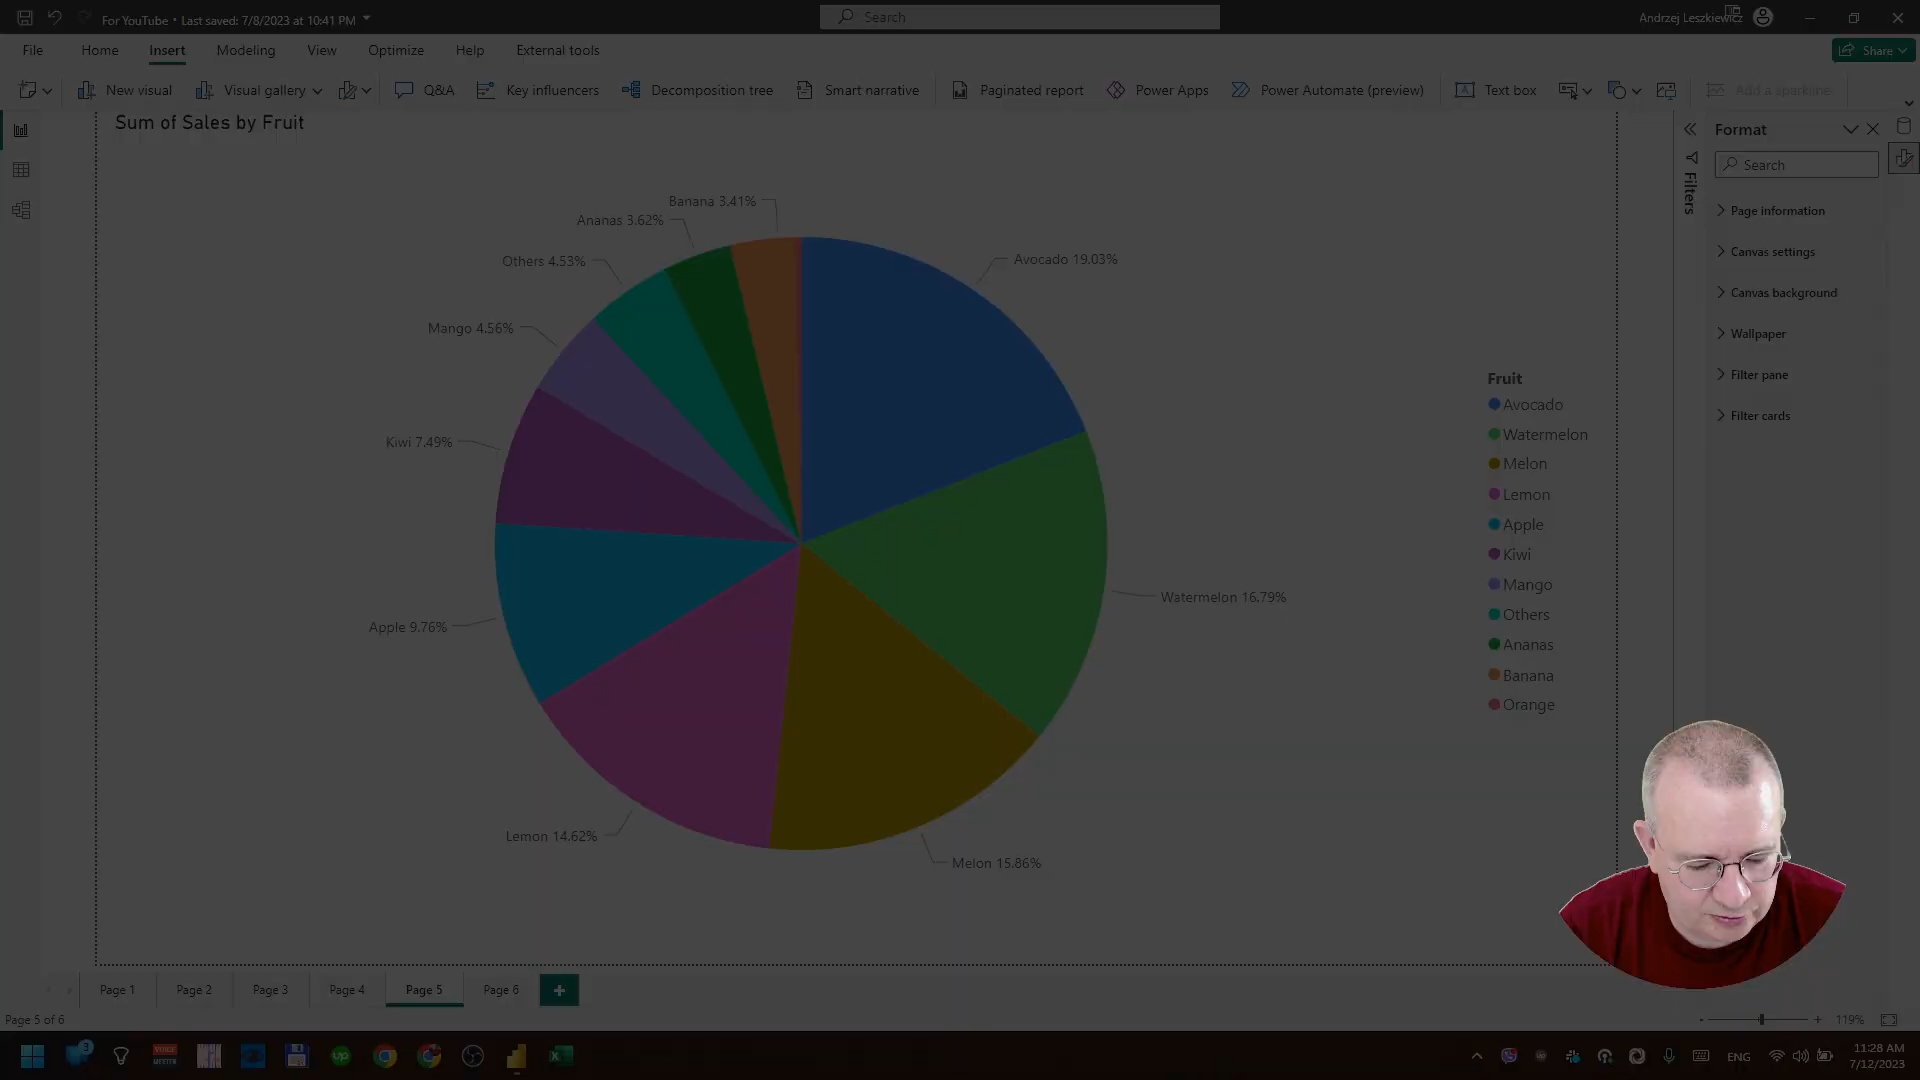 For YouTube • Last saved: 7/8/2023 at 10:41 PM
Search
Andrzej Leszkiewicz
File Home Insert Modeling View Optimize Help External tools
Share
New visual Visual gallery Q&A Key influencers Decomposition tree Smart narrative Paginated report Power Apps Power Automate (preview) Text box Add a sparkline
Sum of Sales by Fruit
Format
Search
Filters
Page information
Canvas settings
Canvas background
Wallpaper
Filter pane
Filter cards
Banana 3.41%
Ananas 3.62%
Others 4.53%
Avocado 19.03%
Mango 4.56%
Kiwi 7.49%
Watermelon 16.79%
Apple 9.76%
Lemon 14.62%
Melon 15.86%
Fruit
Avocado
Watermelon
Melon
Lemon
Apple
Kiwi
Mango
Others
Ananas
Banana
Orange
Page 1 Page 2 Page 3 Page 4 Page 5 Page 6 +
Page 5 of 6
- + 119%
3
up
ENG
11:28 AM
7/12/2023